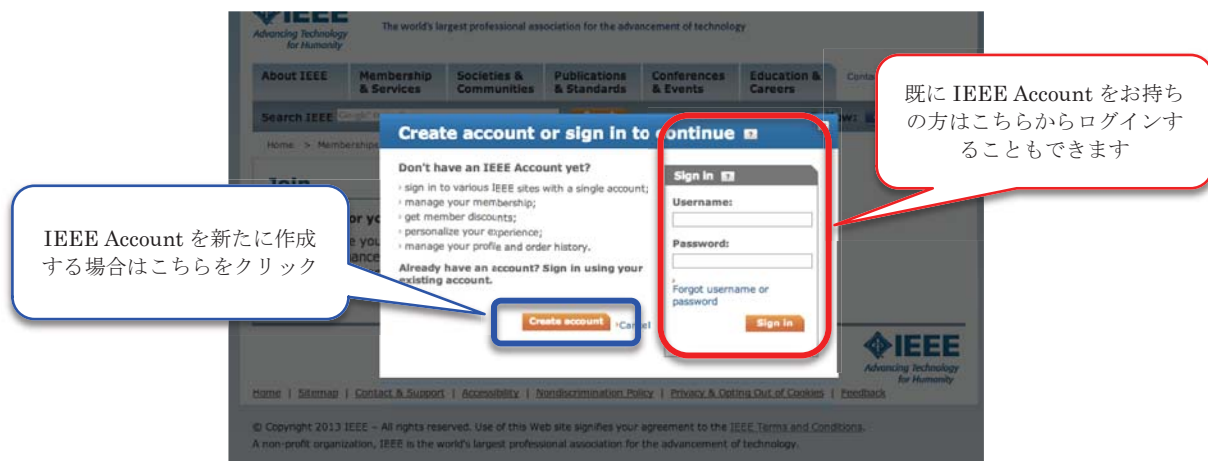 IEEE
Advancing Technology
for Humanity
The world's largest professional association for the advancement of technology
About IEEE
Membership
& Services
Societies &
Communities
Publications
& Standards
Conferences
& Events
Education &
Careers
Search IEEE
Home > Memberships
Join
Create account or sign in to continue
Don't have an IEEE Account yet?
sign in to various IEEE sites with a single account;
manage your membership;
get member discounts;
personalize your experience;
manage your profile and order history.
Already have an account? Sign in using your
existing account.
Create account
Cancel
Sign in
Username:
Password:
Forgot username or
password
Sign in
既に IEEE Account をお持ち
の方はこちらからログインす
ることもできます
IEEE Account を新たに作成
する場合はこちらをクリック
IEEE
Advancing Technology
for Humanity
Home | Sitemap | Contact & Support | Accessibility | Nondiscrimination Policy | Privacy & Opting Out of Cookies | Feedback
© Copyright 2013 IEEE – All rights reserved. Use of this Web site signifies your agreement to the IEEE Terms and Conditions.
A non-profit organization, IEEE is the world's largest professional association for the advancement of technology.